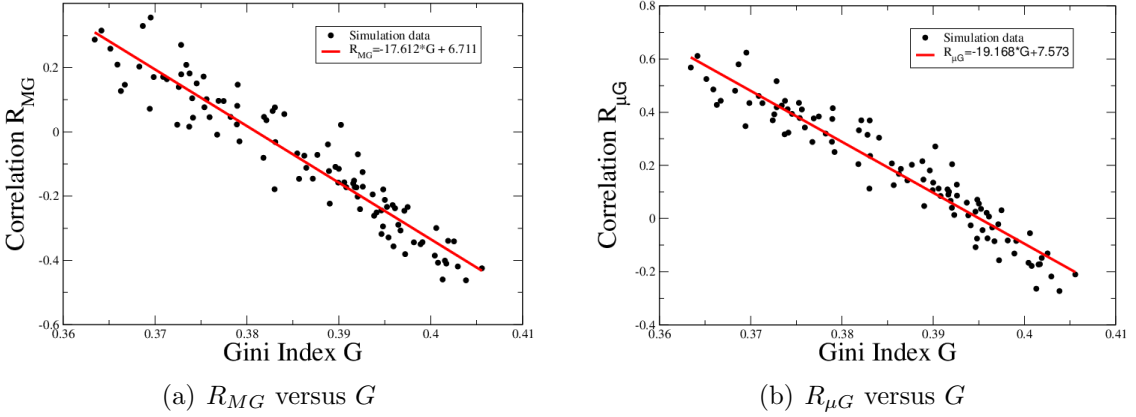 0.4
0.2
0
-0.2
-0.4
-0.6
0.36
0.37
0.38
0.39
0.4
0.41
Correlation R_MG
Gini Index G
Simulation data
R_MG=-17.612*G + 6.711
(a) R_MG versus G
0.8
0.6
0.4
0.2
0
-0.2
-0.4
0.36
0.37
0.38
0.39
0.4
0.41
Correlation R_μG
Gini Index G
Simulation data
R_μG=-19.168*G+7.573
(b) R_μG versus G